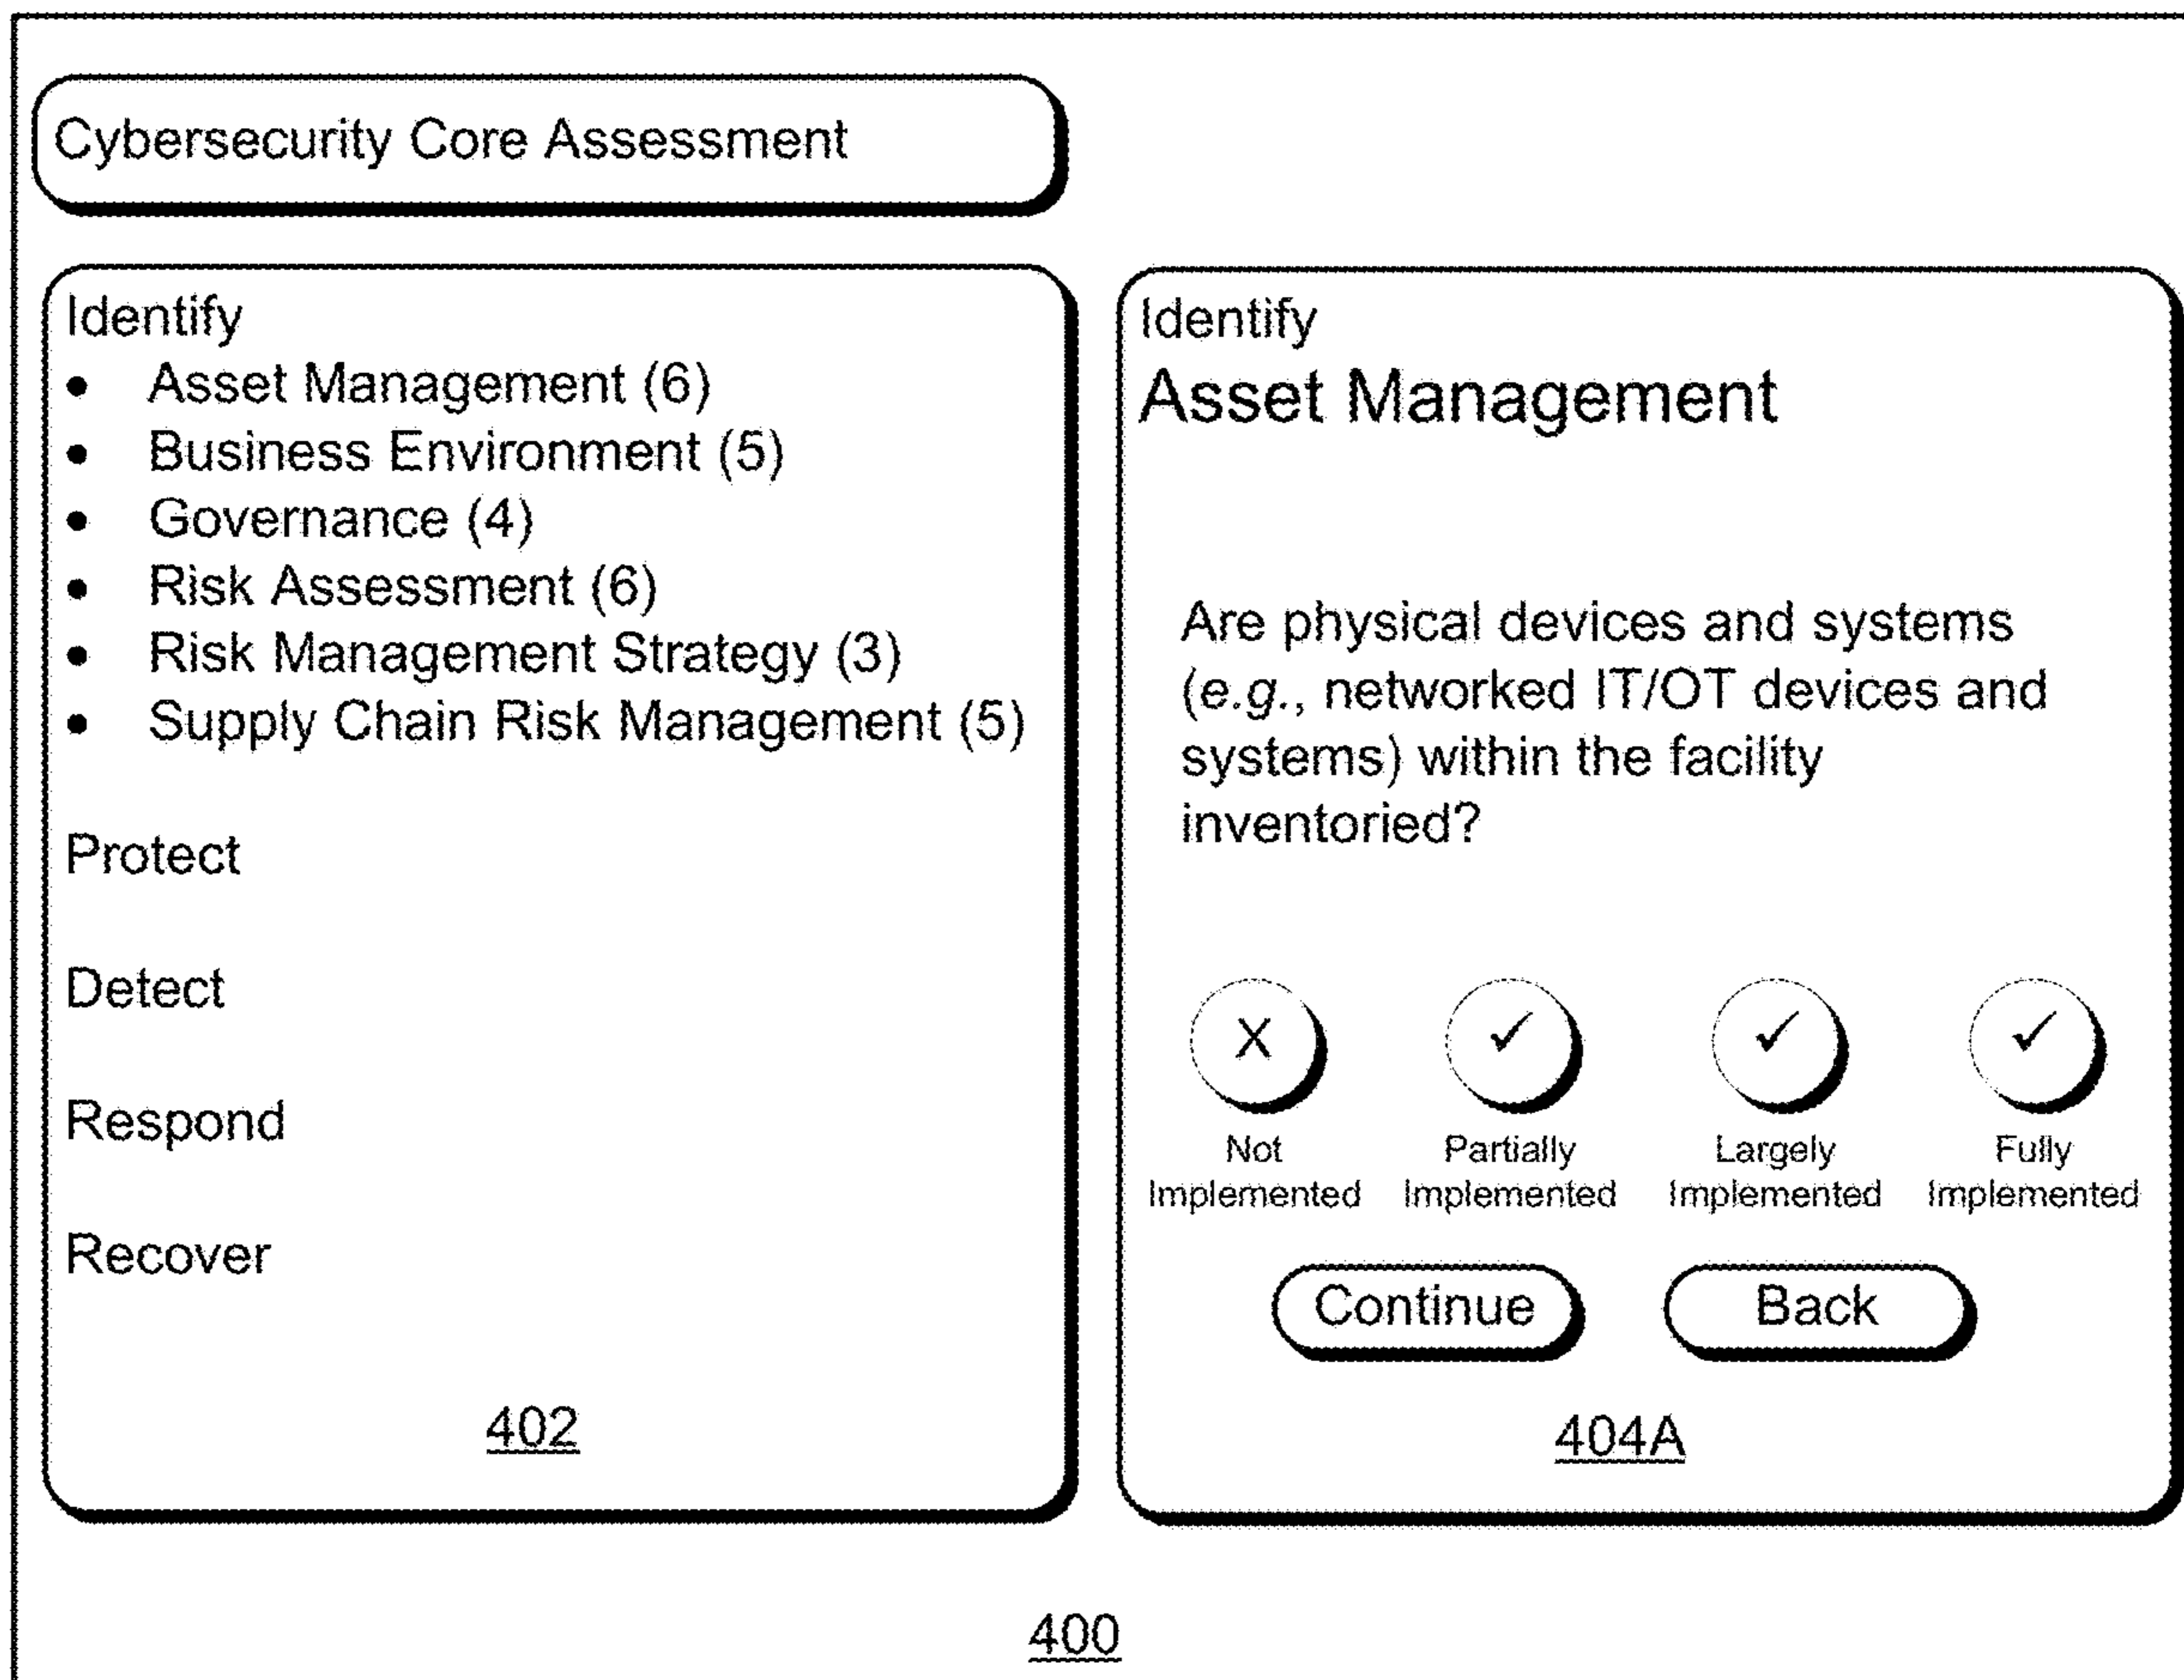 Cybersecurity Core Assessment
Identify
• Asset Management (6)
• Business Environment (5)
• Governance (4)
• Risk Assessment (6)
• Risk Management Strategy (3)
• Supply Chain Risk Management (5)
Protect
Detect
Respond
Recover
402
Identify
Asset Management
Are physical devices and systems
(e.g., networked IT/OT devices and
systems) within the facility
inventoried?
X ✓ ✓ ✓
Not Partially Largely Fully
Implemented Implemented Implemented Implemented
Continue Back
404A
400